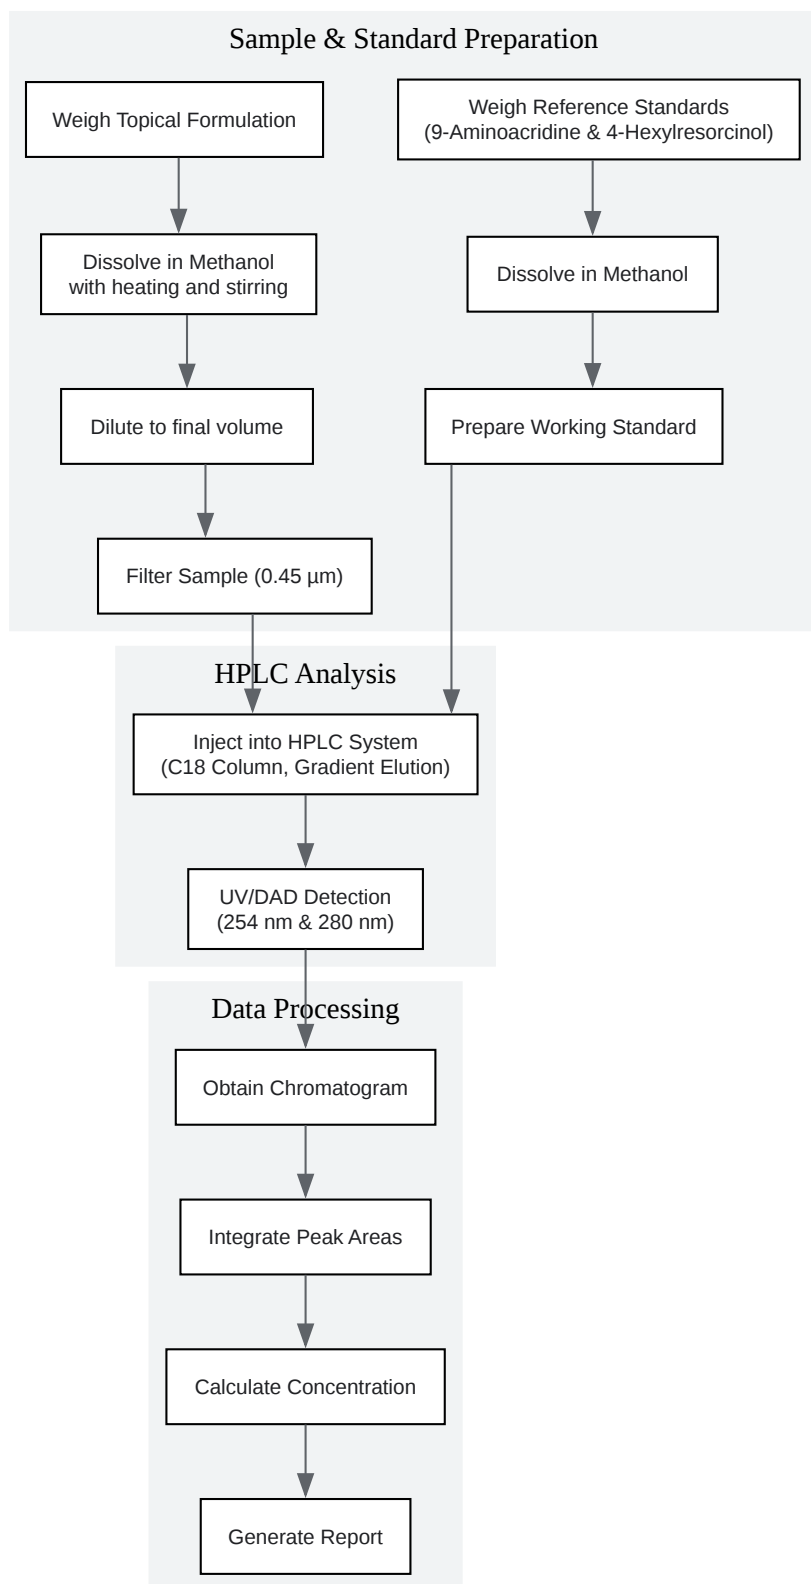 Sample & Standard Preparation
Weigh Topical Formulation
Weigh Reference Standards
(9-Aminoacridine & 4-Hexylresorcinol)
Dissolve in Methanol
with heating and stirring
Dissolve in Methanol
Dilute to final volume
Prepare Working Standard
Filter Sample (0.45 µm)
HPLC Analysis
Inject into HPLC System
(C18 Column, Gradient Elution)
UV/DAD Detection
(254 nm & 280 nm)
Data Processing
Obtain Chromatogram
Integrate Peak Areas
Calculate Concentration
Generate Report